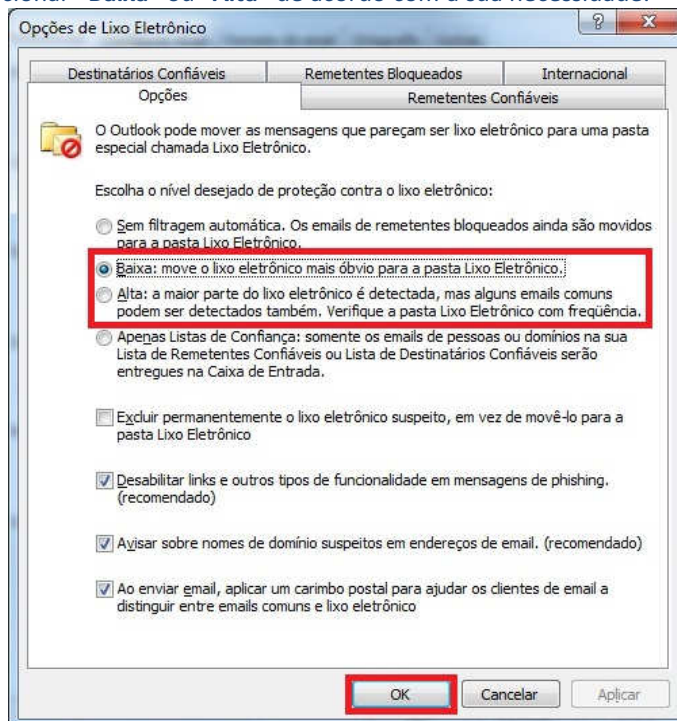 "Baixa" ou "Alta" de acordo com a sua necessidade.
Opções de Lixo Eletrônico
Destinatários Confiáveis Remetentes Bloqueados Internacional
Opções Remetentes Confiáveis
O Outlook pode mover as mensagens que pareçam ser lixo eletrônico para uma pasta
especial chamada Lixo Eletrônico.
Escolha o nível desejado de proteção contra o lixo eletrônico:
Sem filtragem automática. Os emails de remetentes bloqueados ainda são movidos
para a pasta Lixo Eletrônico.
Baixa: move o lixo eletrônico mais óbvio para a pasta Lixo Eletrônico.
Alta: a maior parte do lixo eletrônico é detectada, mas alguns emails comuns
podem ser detectados também. Verifique a pasta Lixo Eletrônico com freqüência.
Apenas Listas de Confiança: somente os emails de pessoas ou domínios na sua
Lista de Remetentes Confiáveis ou Lista de Destinatários Confiáveis serão
entregues na Caixa de Entrada.
Excluir permanentemente o lixo eletrônico suspeito, em vez de movê-lo para a
pasta Lixo Eletrônico
Desabilitar links e outros tipos de funcionalidade em mensagens de phishing.
(recomendado)
Avisar sobre nomes de domínio suspeitos em endereços de email. (recomendado)
Ao enviar email, aplicar um carimbo postal para ajudar os clientes de email a
distinguir entre emails comuns e lixo eletrônico
OK Cancelar Aplicar